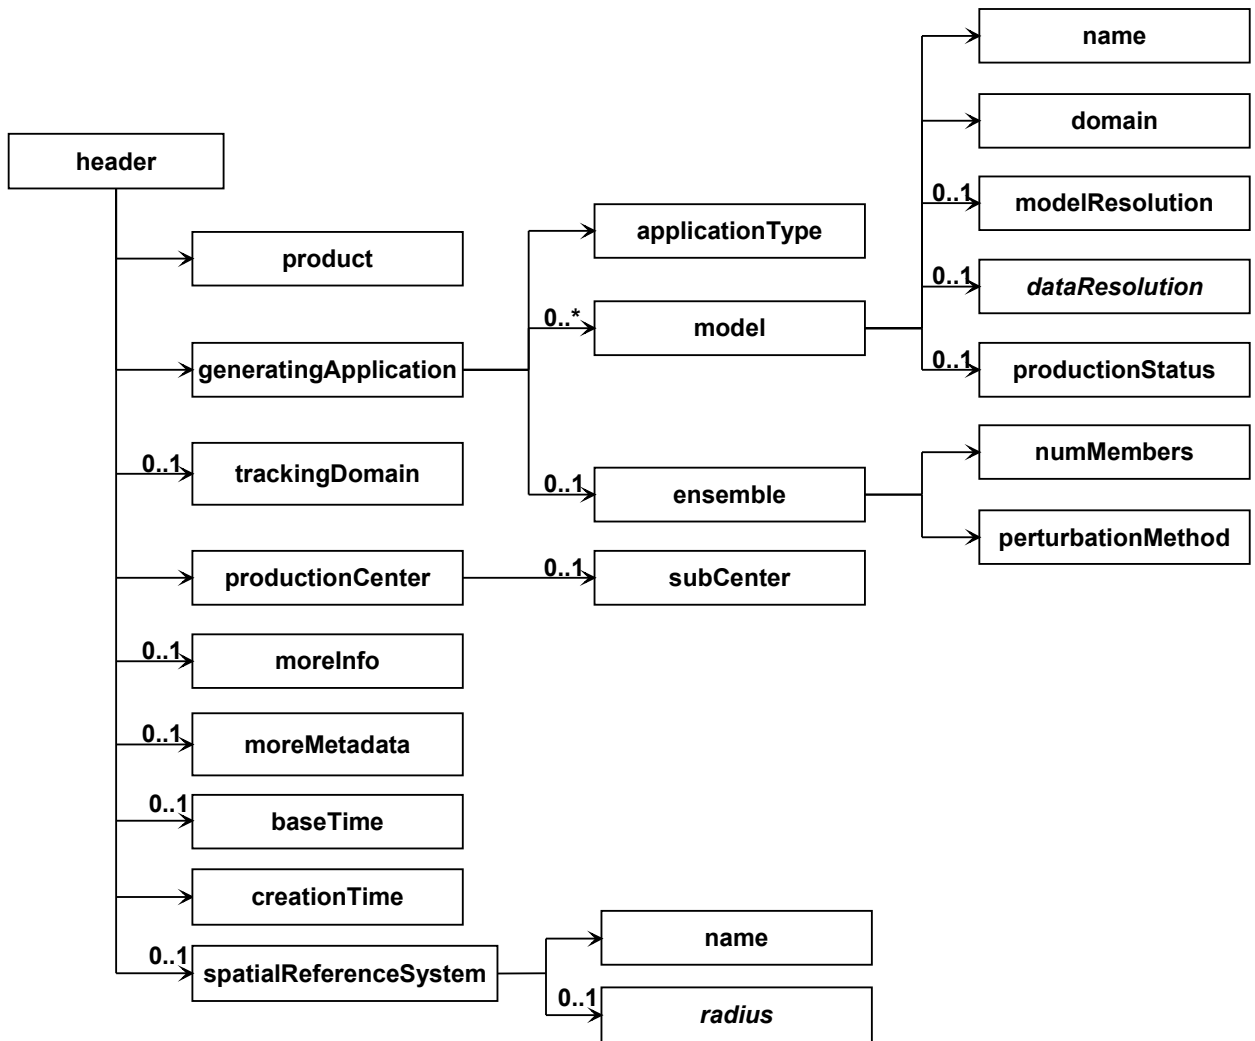 name
domain
header
0..1
modelResolution
applicationType
product
0..1
dataResolution
0..*
model
generatingApplication
0..1
productionStatus
0..1
trackingDomain
numMembers
0..1
ensemble
perturbationMethod
productionCenter
0..1
subCenter
0..1
moreInfo
0..1
moreMetadata
0..1
baseTime
creationTime
name
0..1
spatialReferenceSystem
0..1
radius